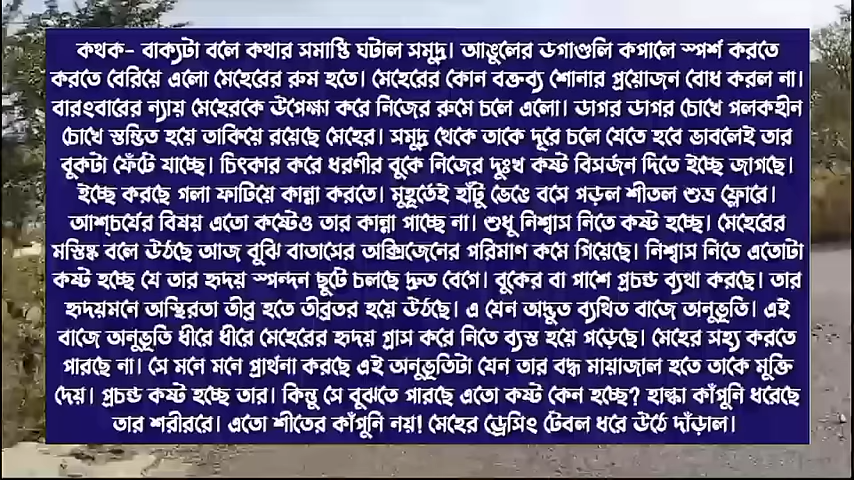 কথক- বাক্যটা বলে কথার সমাপ্তি ঘটাল সমুদ্র। আঙুলের ডগাগুলি কপালে স্পর্শ করতে
করতে বেরিয়ে এলো মেহেরের রুম হতে। মেহেরের কোন বক্তব্য শোনার প্রয়োজন বোধ করল না।
বারংবারের ন্যায় মেহেরকে উপেক্ষা করে নিজের রুমে চলে এলো। ডাগর ডাগর চোখে পলকহীন
চোখে স্তম্ভিত হয়ে তাকিয়ে রয়েছে মেহের। সমুদ্র থেকে তাকে দূরে চলে যেতে হবে ভাবলেই তার
বুকটা ফেঁটে যাচ্ছে। চিৎকার করে ধরণীর বুকে নিজের দুঃখ কষ্ট বিসর্জন দিতে ইচ্ছে জাগছে।
ইচ্ছে করছে গলা ফাটিয়ে কান্না করতে। মুহূর্তেই হাঁটু ভেঙে বসে পড়ল শীতল শুভ্র ফ্লোরে।
আশ্চর্যের বিষয় এতো কষ্টেও তার কান্না পাচ্ছে না। শুধু নিশ্বাস নিতে কষ্ট হচ্ছে। মেহেরের
মস্তিষ্ক বলে উঠছে আজ বুঝি বাতাসের অক্সিজেনের পরিমাণ কমে গিয়েছে। নিশ্বাস নিতে এতোটা
কষ্ট হচ্ছে যে তার হৃদয় স্পন্দন ছুটে চলছে দ্রুত বেগে। বুকের বা পাশে প্রচন্ড ব্যথা করছে। তার
হৃদয়মনে অস্থিরতা তীব্র হতে তীব্রতর হয়ে উঠছে। এ যেন অদ্ভুত ব্যথিত বাজে অনুভূতি। এই
বাজে অনুভূতি ধীরে ধীরে মেহেরের হৃদয় গ্লাস করে নিতে ব্যস্ত হয়ে পড়েছে। মেহের সহ্য করতে
পারছে না। সে মনে মনে প্রার্থনা করছে এই অনুভূতিটা যেন তার বদ্ধ মায়াজাল হতে তাকে মুক্তি
দেয়। প্রচন্ড কষ্ট হচ্ছে তার। কিন্তু সে বুঝতে পারছে এতো কষ্ট কেন হচ্ছে? হাল্কা কাঁপুনি ধরেছে
তার শরীররে। এতো শীতের কাঁপুনি নয়! মেহের ড্রেসিং টেবল ধরে উঠে দাঁড়াল।